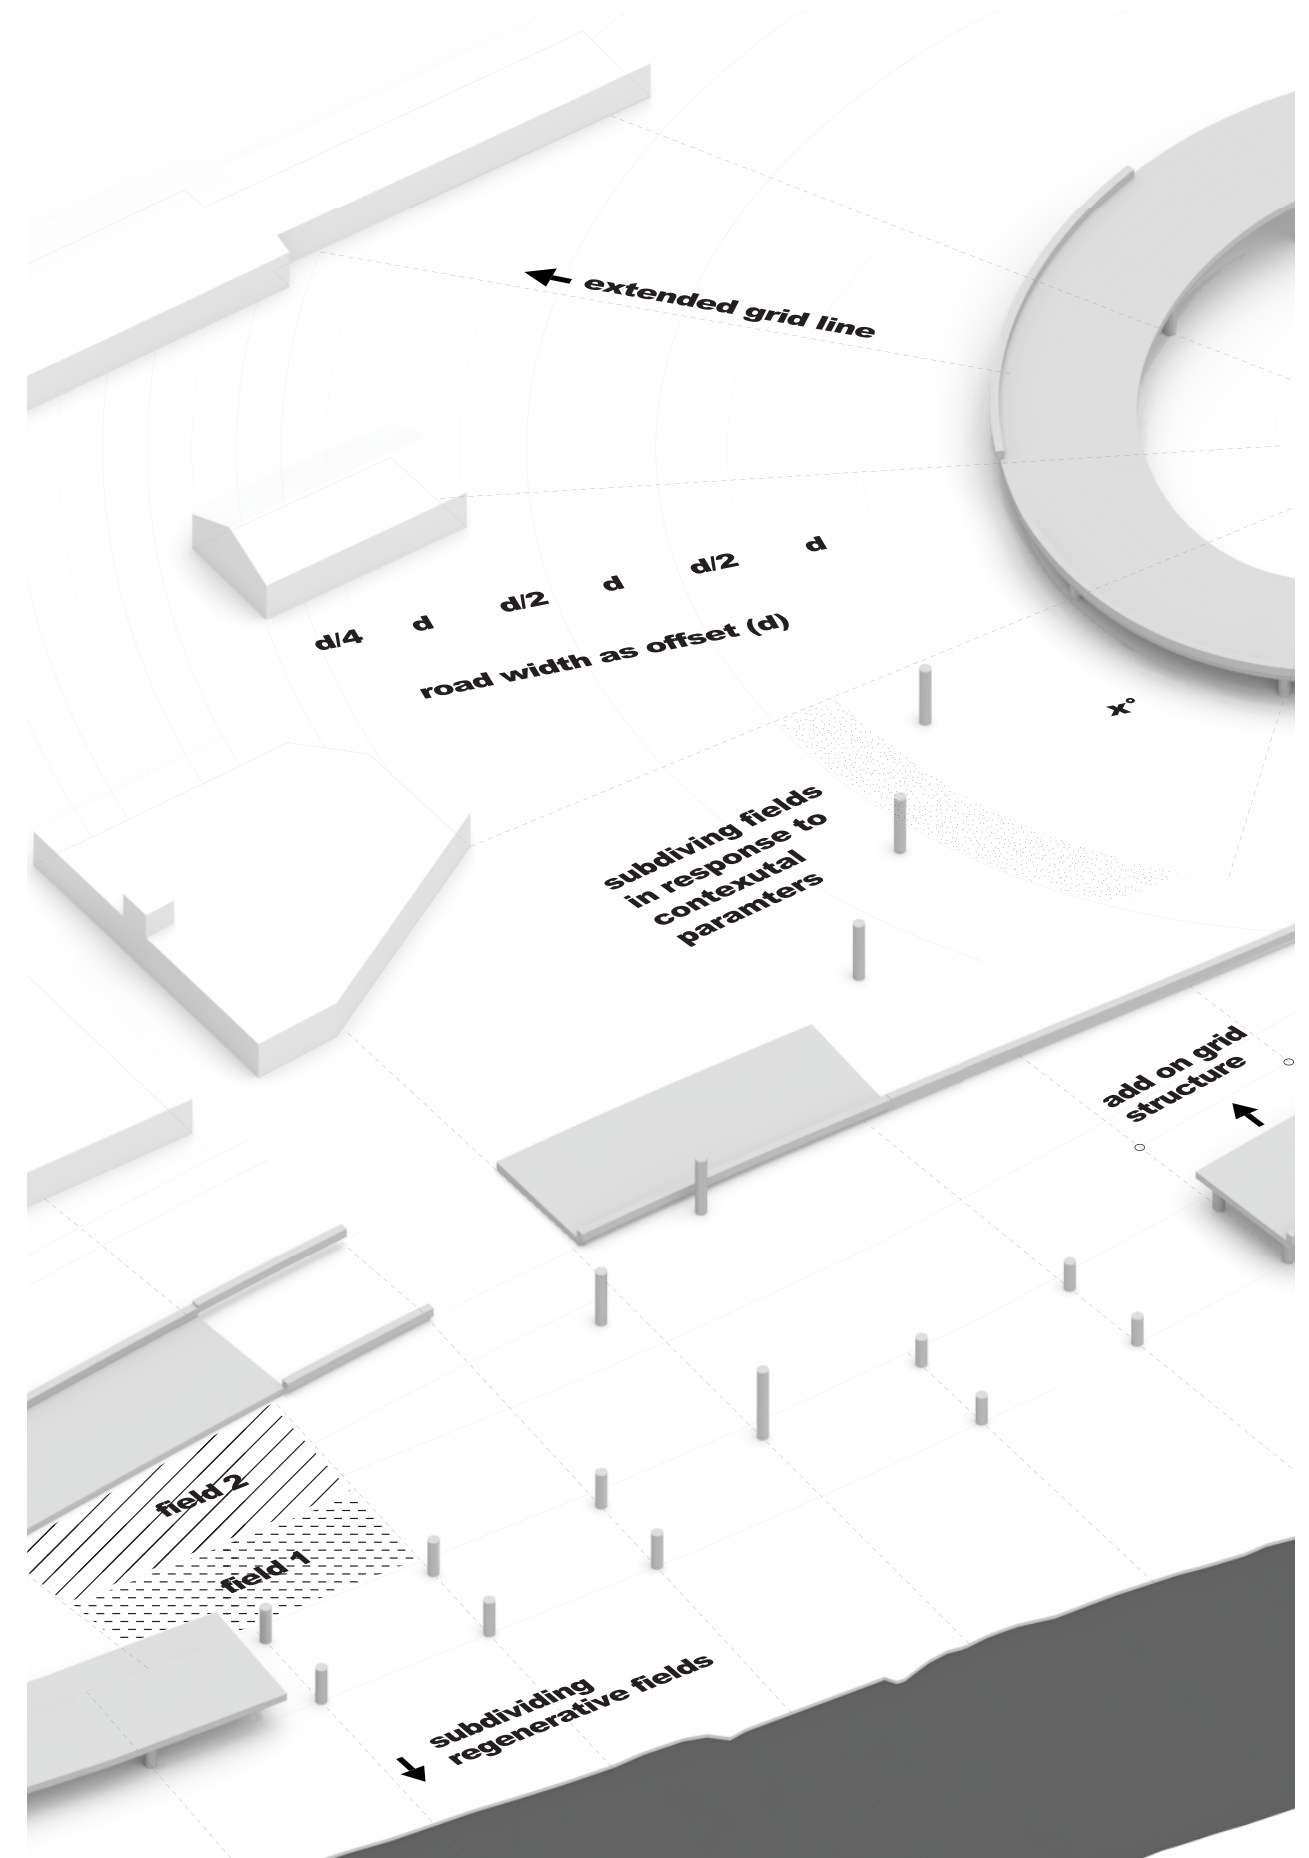 extended grid line
d/4 d d/2 d d/2 d
road width as offset (d)
x°
subdiving fields
in response to
contexutal
paramters
add on grid
structure
field 2
field 1
subdividing
regenerative fields